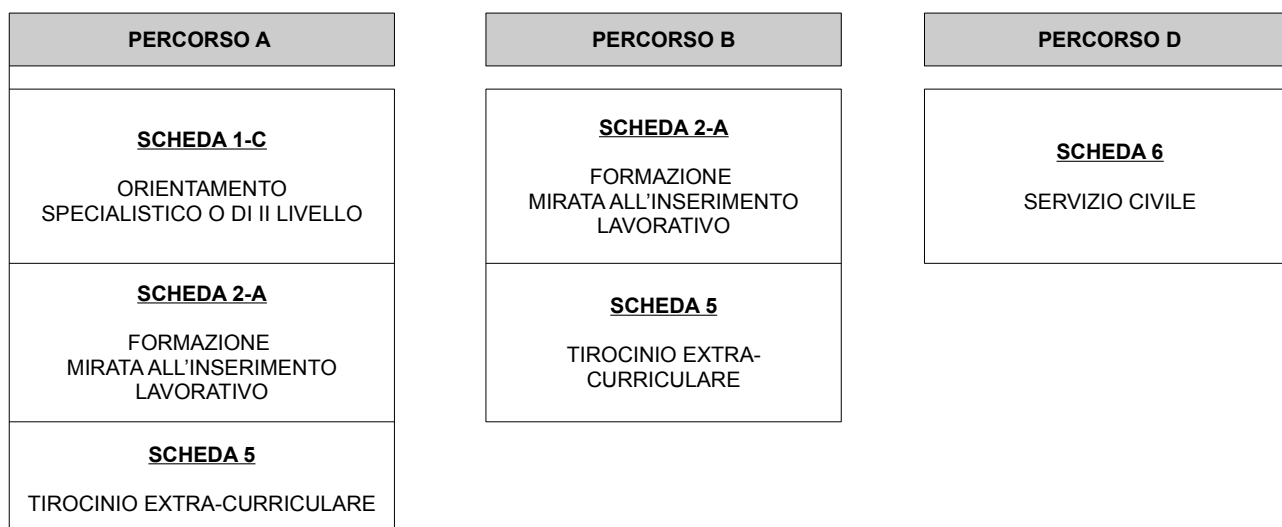 PERCORSO A
SCHEDA 1-C
ORIENTAMENTO
SPECIALISTICO O DI II LIVELLO
SCHEDA 2-A
FORMAZIONE
MIRATA ALL’INSERIMENTO
LAVORATIVO
SCHEDA 5
TIROCINIO EXTRA-CURRICULARE
PERCORSO B
SCHEDA 2-A
FORMAZIONE
MIRATA ALL’INSERIMENTO
LAVORATIVO
SCHEDA 5
TIROCINIO EXTRA-
CURRICULARE
PERCORSO D
SCHEDA 6
SERVIZIO CIVILE